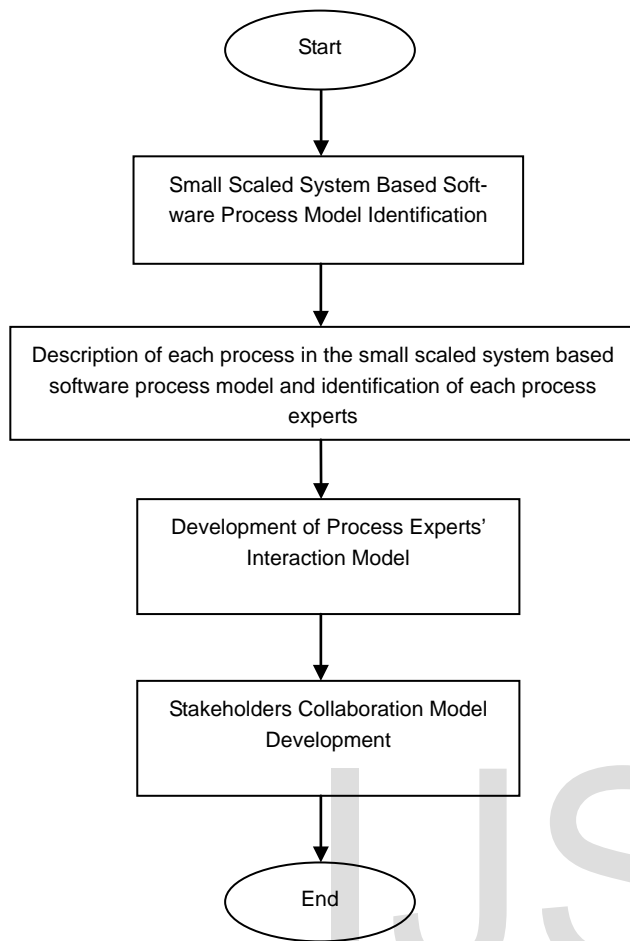 Start
Small Scaled System Based Soft-
ware Process Model Identification
Description of each process in the small scaled system based
software process model and identification of each process
experts
Development of Process Experts’
Interaction Model
Stakeholders Collaboration Model
Development
End
IJS